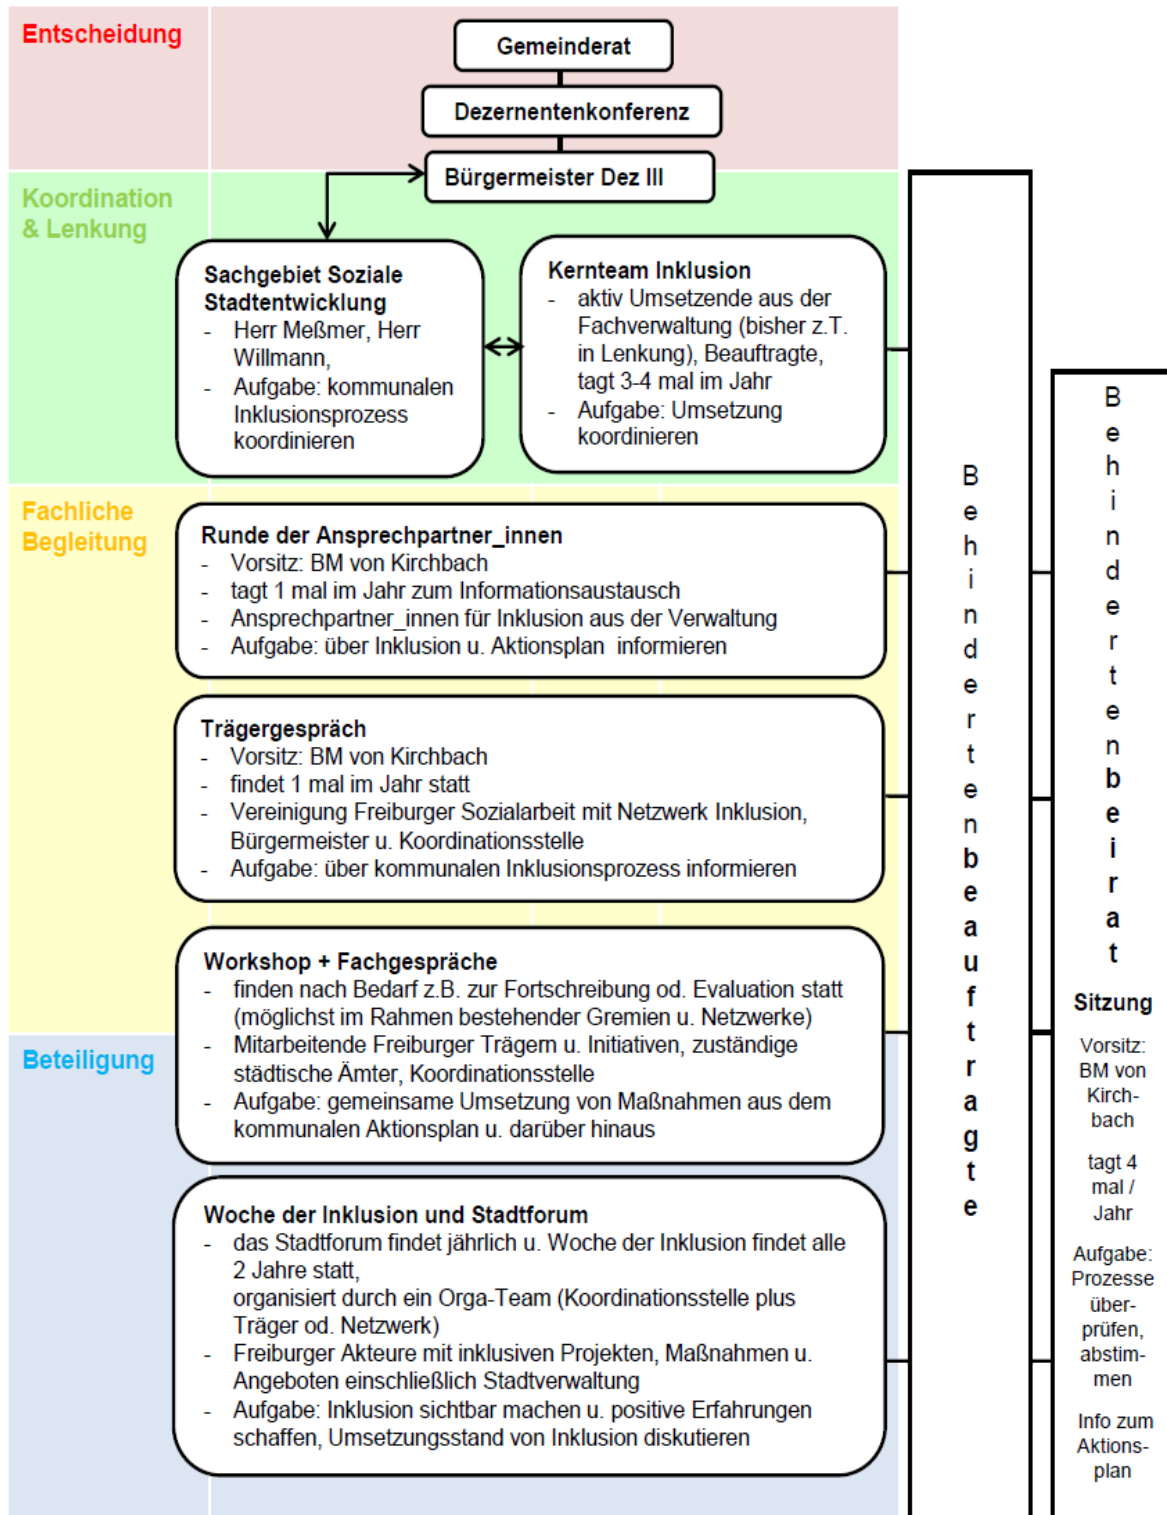 Entscheidung
Gemeinderat
Dezernentenkonferenz
Bürgermeister Dez III
Koordination
& Lenkung
Sachgebiet Soziale
Stadtentwicklung
- Herr Meßmer, Herr
Willmann,
- Aufgabe: kommunalen
Inklusionsprozess
koordinieren
Kernteam Inklusion
- aktiv Umsetzende aus der
Fachverwaltung (bisher z.T.
in Lenkung), Beauftragte,
tagt 3-4 mal im Jahr
- Aufgabe: Umsetzung
koordinieren
Fachliche
Begleitung
Runde der Ansprechpartner_innen
- Vorsitz: BM von Kirchbach
- tagt 1 mal im Jahr zum Informationsaustausch
- Ansprechpartner_innen für Inklusion aus der Verwaltung
- Aufgabe: über Inklusion u. Aktionsplan informieren
Trägergespräch
- Vorsitz: BM von Kirchbach
- findet 1 mal im Jahr statt
- Vereinigung Freiburger Sozialarbeit mit Netzwerk Inklusion,
Bürgermeister u. Koordinationsstelle
- Aufgabe: über kommunalen Inklusionsprozess informieren
Workshop + Fachgespräche
- finden nach Bedarf z.B. zur Fortschreibung od. Evaluation statt
(möglichst im Rahmen bestehender Gremien u. Netzwerke)
- Mitarbeitende Freiburger Trägern u. Initiativen, zuständige
städtische Ämter, Koordinationsstelle
- Aufgabe: gemeinsame Umsetzung von Maßnahmen aus dem
kommunalen Aktionsplan u. darüber hinaus
Beteiligung
Woche der Inklusion und Stadtforum
- das Stadtforum findet jährlich u. Woche der Inklusion findet alle
2 Jahre statt,
organisiert durch ein Orga-Team (Koordinationsstelle plus
Träger od. Netzwerk)
- Freiburger Akteure mit inklusiven Projekten, Maßnahmen u.
Angeboten einschließlich Stadtverwaltung
- Aufgabe: Inklusion sichtbar machen u. positive Erfahrungen
schaffen, Umsetzungsstand von Inklusion diskutieren
Behindertenbeauftragte
Behindertenbeirat
Sitzung
Vorsitz:
BM von
Kirch-
bach
tagt 4
mal /
Jahr
Aufgabe:
Prozesse
über-
prüfen,
abstim-
men
Info zum
Aktions-
plan